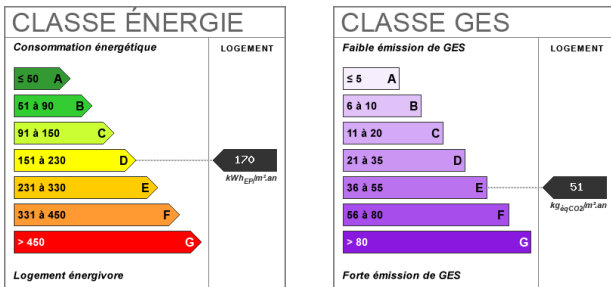 CLASSE ÉNERGIE
Consommation énergétique
LOGEMENT
≤ 50 A
51 à 90 B
91 à 150 C
151 à 230 D
170
kWhEP/m².an
231 à 330 E
331 à 450 F
> 450 G
Logement énergivore
CLASSE GES
Faible émission de GES
LOGEMENT
≤ 5 A
6 à 10 B
11 à 20 C
21 à 35 D
36 à 55 E
51
kgéqCO2/m².an
56 à 80 F
> 80 G
Forte émission de GES